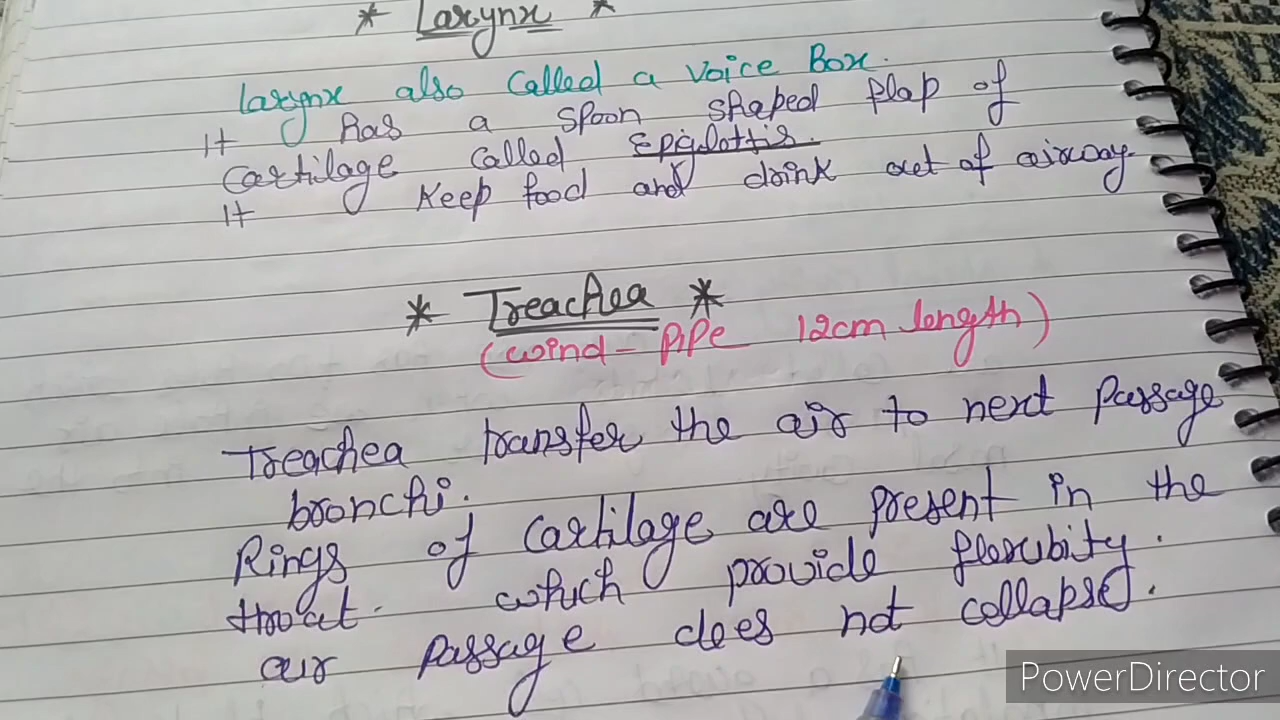 * Larynx *
Larynx also called a Voice Box.
It has a spoon shaped flap of
cartilage called Epiglottis.
It Keep food and drink out of airway
* Treachea *
(wind-pipe 12cm length)
Treachea transfer the air to next passage
bronchi.
Rings of cartilage are present in the
throat. which provide flexubity.
air passage does not collapse.
PowerDirector